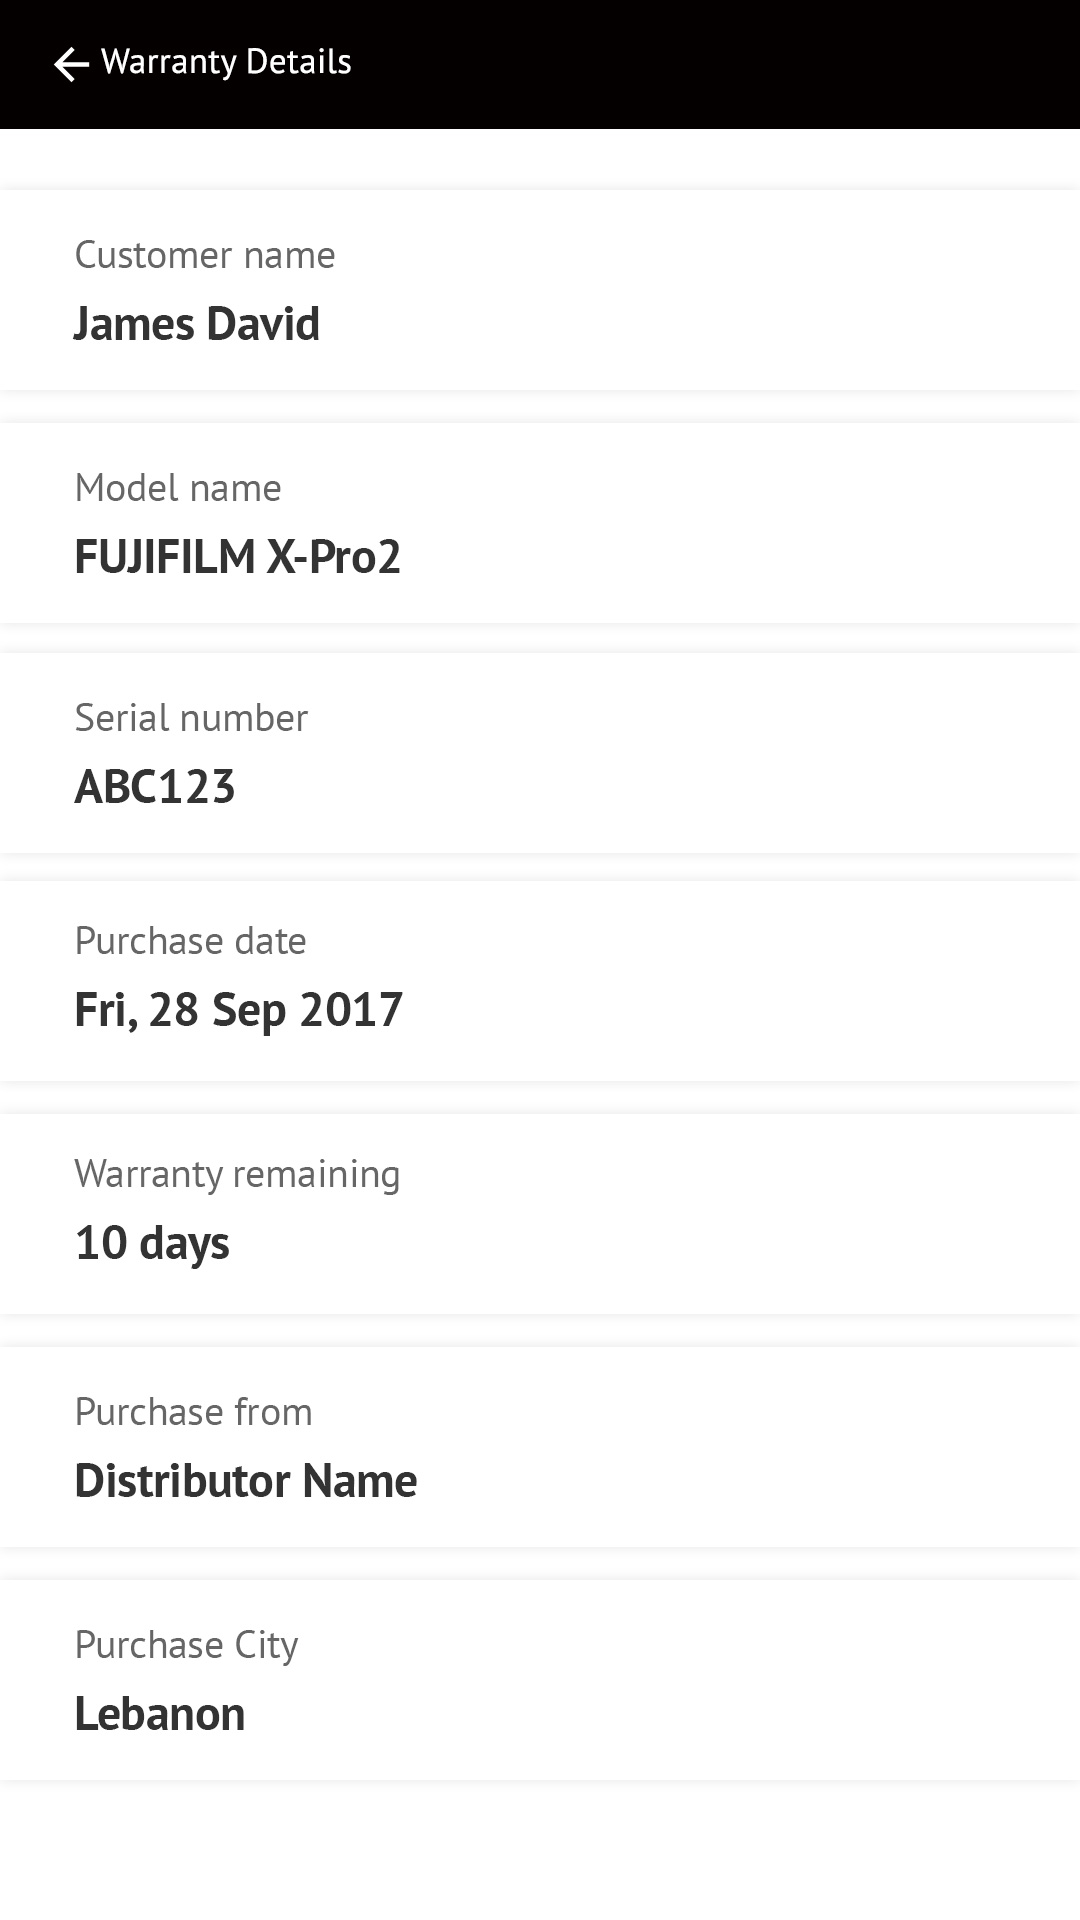 Warranty Details
Customer name
James David
Model name
FUJIFILM X-Pro2
Serial number
ABC123
Purchase date
Fri, 28 Sep 2017
Warranty remaining
10 days
Purchase from
Distributor Name
Purchase City
Lebanon